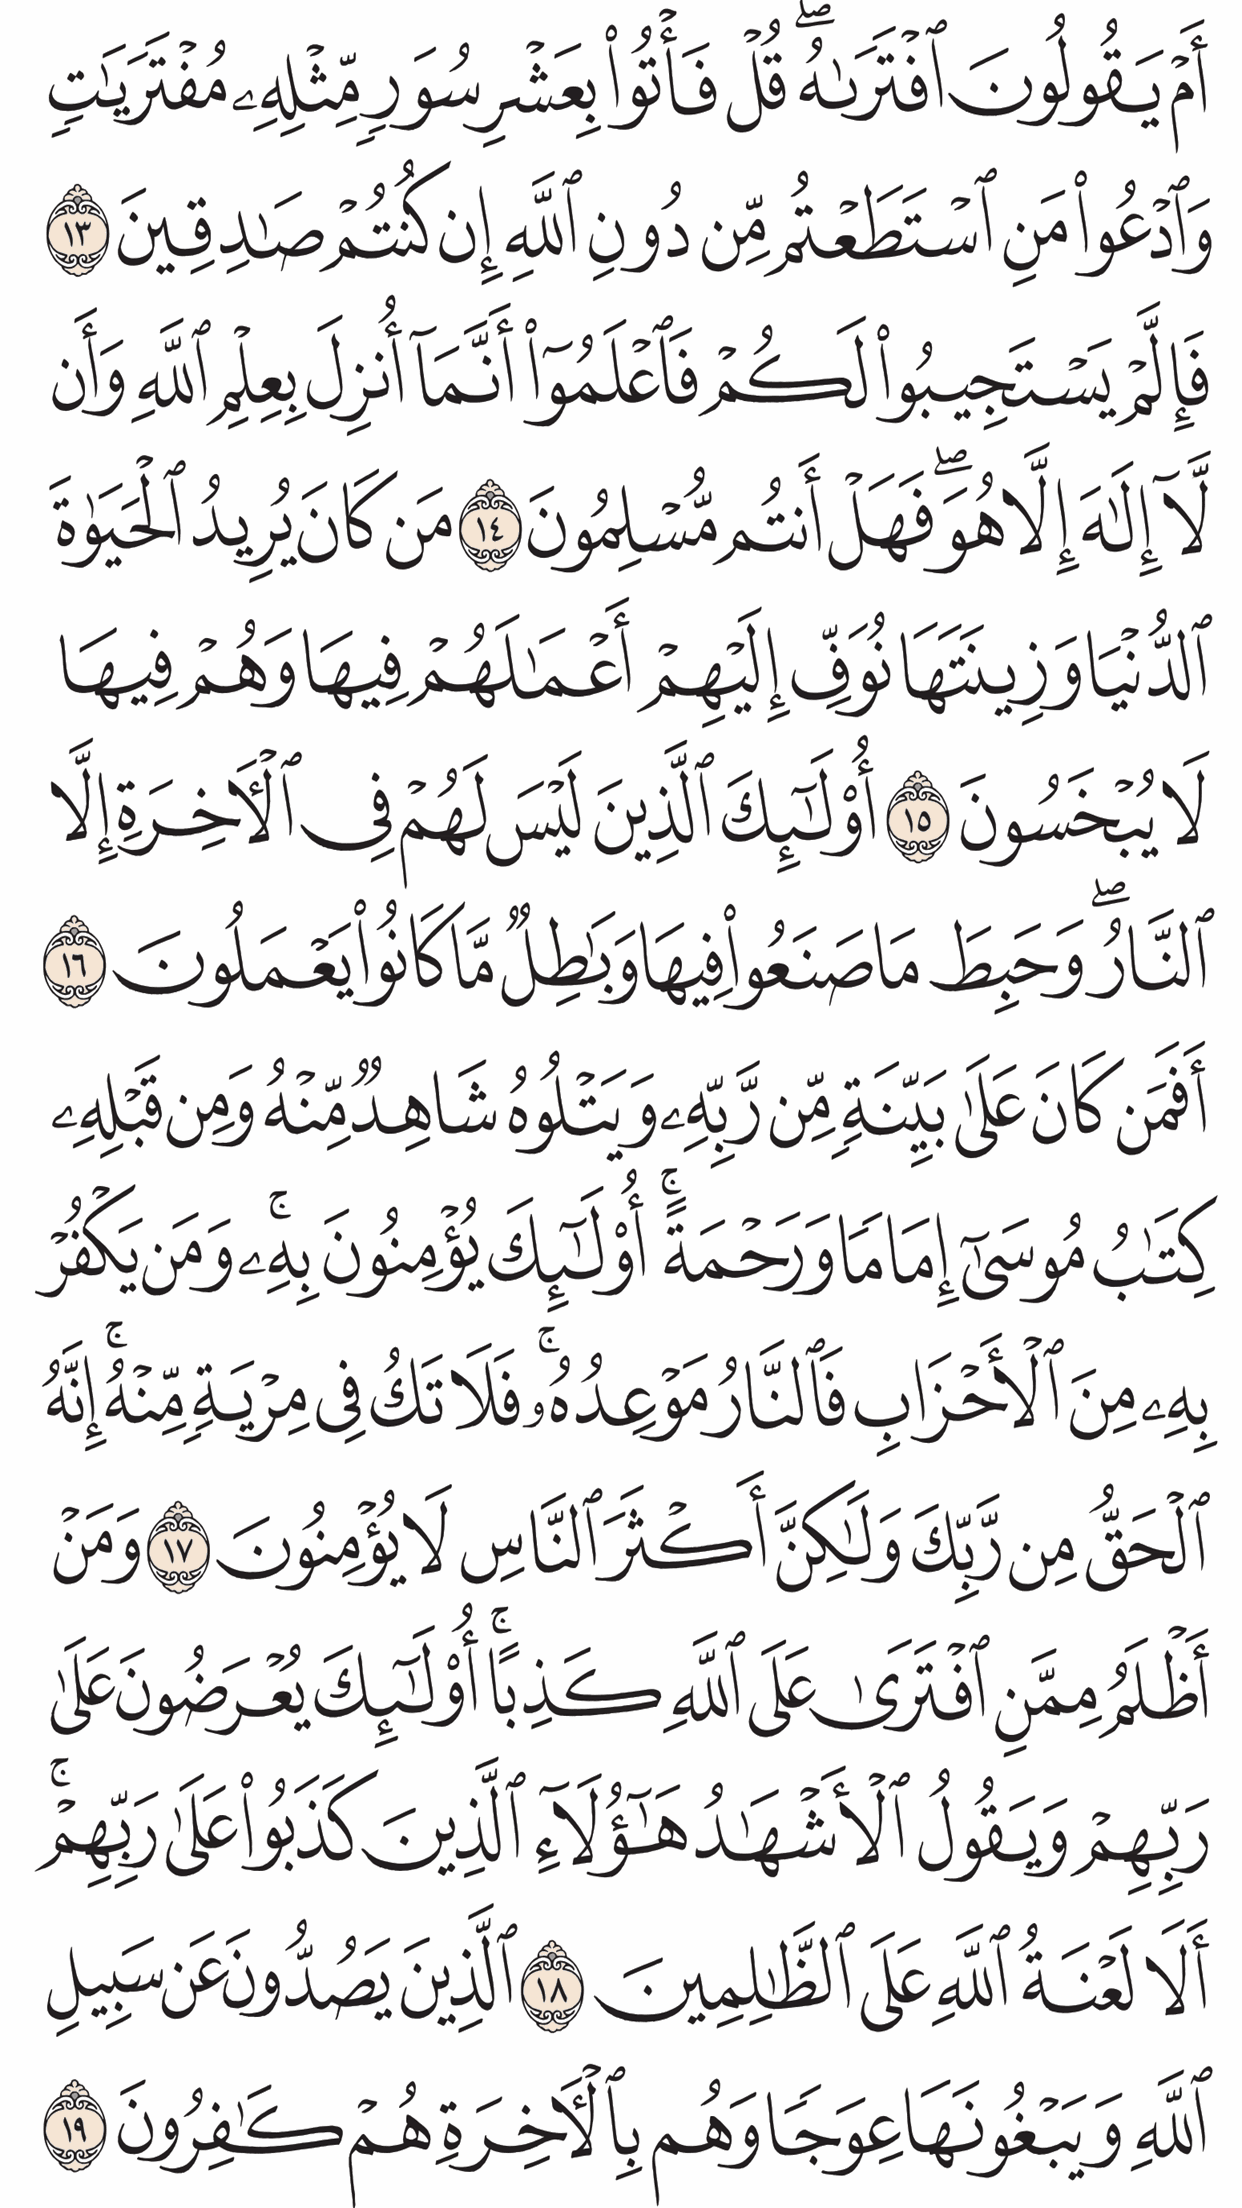 أَمۡ يَقُولُونَ ٱفۡتَرَىٰهُۖ قُلۡ فَأۡتُواْ بِعَشۡرِ سُوَرٖ مِّثۡلِهِۦ مُفۡتَرَيَٰتٖ
وَٱدۡعُواْ مَنِ ٱسۡتَطَعۡتُم مِّن دُونِ ٱللَّهِ إِن كُنتُمۡ صَٰدِقِينَ ١٣
فَإِلَّمۡ يَسۡتَجِيبُواْ لَكُمۡ فَٱعۡلَمُوٓاْ أَنَّمَآ أُنزِلَ بِعِلۡمِ ٱللَّهِ وَأَن
لَّآ إِلَٰهَ إِلَّا هُوَۖ فَهَلۡ أَنتُم مُّسۡلِمُونَ ١٤ مَن كَانَ يُرِيدُ ٱلۡحَيَوٰةَ
ٱلدُّنۡيَا وَزِينَتَهَا نُوَفِّ إِلَيۡهِمۡ أَعۡمَٰلَهُمۡ فِيهَا وَهُمۡ فِيهَا
لَا يُبۡخَسُونَ ١٥ أُوْلَٰٓئِكَ ٱلَّذِينَ لَيۡسَ لَهُمۡ فِي ٱلۡأٓخِرَةِ إِلَّا
ٱلنَّارُۖ وَحَبِطَ مَا صَنَعُواْ فِيهَا وَبَٰطِلٞ مَّا كَانُواْ يَعۡمَلُونَ ١٦
أَفَمَن كَانَ عَلَىٰ بَيِّنَةٖ مِّن رَّبِّهِۦ وَيَتۡلُوهُ شَاهِدٞ مِّنۡهُ وَمِن قَبۡلِهِۦ
كِتَٰبُ مُوسَىٰٓ إِمَامٗا وَرَحۡمَةًۚ أُوْلَٰٓئِكَ يُؤۡمِنُونَ بِهِۦۚ وَمَن يَكۡفُرۡ
بِهِۦ مِنَ ٱلۡأَحۡزَابِ فَٱلنَّارُ مَوۡعِدُهُۥۚ فَلَا تَكُ فِي مِرۡيَةٖ مِّنۡهُۚ إِنَّهُ
ٱلۡحَقُّ مِن رَّبِّكَ وَلَٰكِنَّ أَكۡثَرَ ٱلنَّاسِ لَا يُؤۡمِنُونَ ١٧ وَمَنۡ
أَظۡلَمُ مِمَّنِ ٱفۡتَرَىٰ عَلَى ٱللَّهِ كَذِبًاۚ أُوْلَٰٓئِكَ يُعۡرَضُونَ عَلَىٰ
رَبِّهِمۡ وَيَقُولُ ٱلۡأَشۡهَٰدُ هَٰٓؤُلَآءِ ٱلَّذِينَ كَذَبُواْ عَلَىٰ رَبِّهِمۡۚ
أَلَا لَعۡنَةُ ٱللَّهِ عَلَى ٱلظَّٰلِمِينَ ١٨ ٱلَّذِينَ يَصُدُّونَ عَن سَبِيلِ
ٱللَّهِ وَيَبۡغُونَهَا عِوَجٗا وَهُم بِٱلۡأٓخِرَةِ هُمۡ كَٰفِرُونَ ١٩